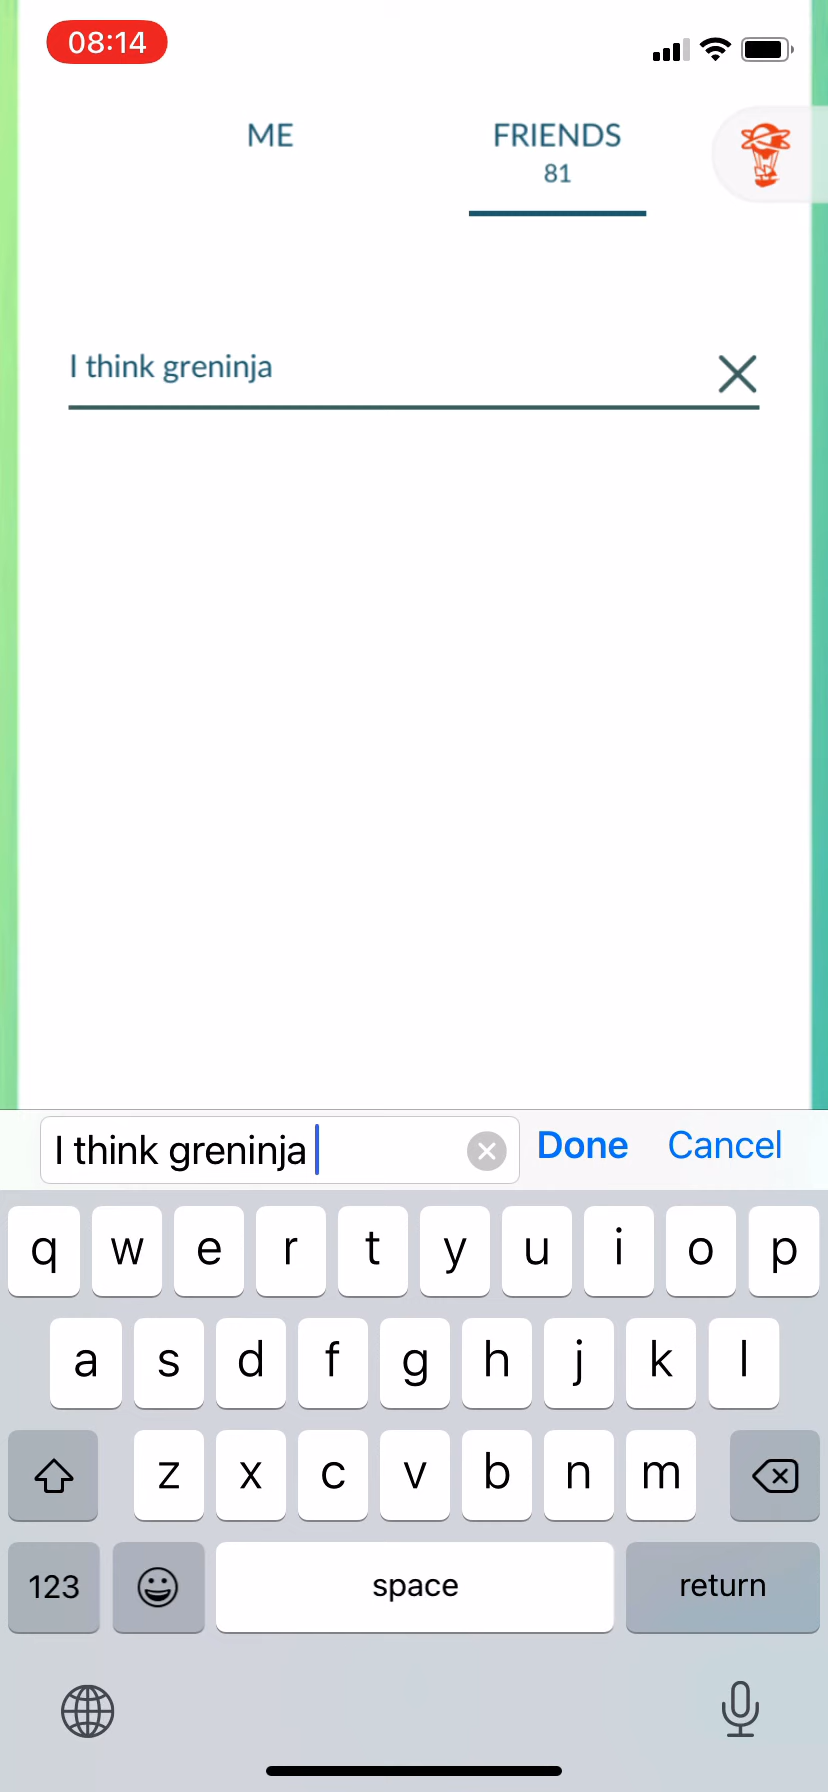 08:14
ME
FRIENDS
81
I think greninja
I think greninja
Done
Cancel
q w e r t y u i o p
a s d f g h j k l
z x c v b n m
123
space
return